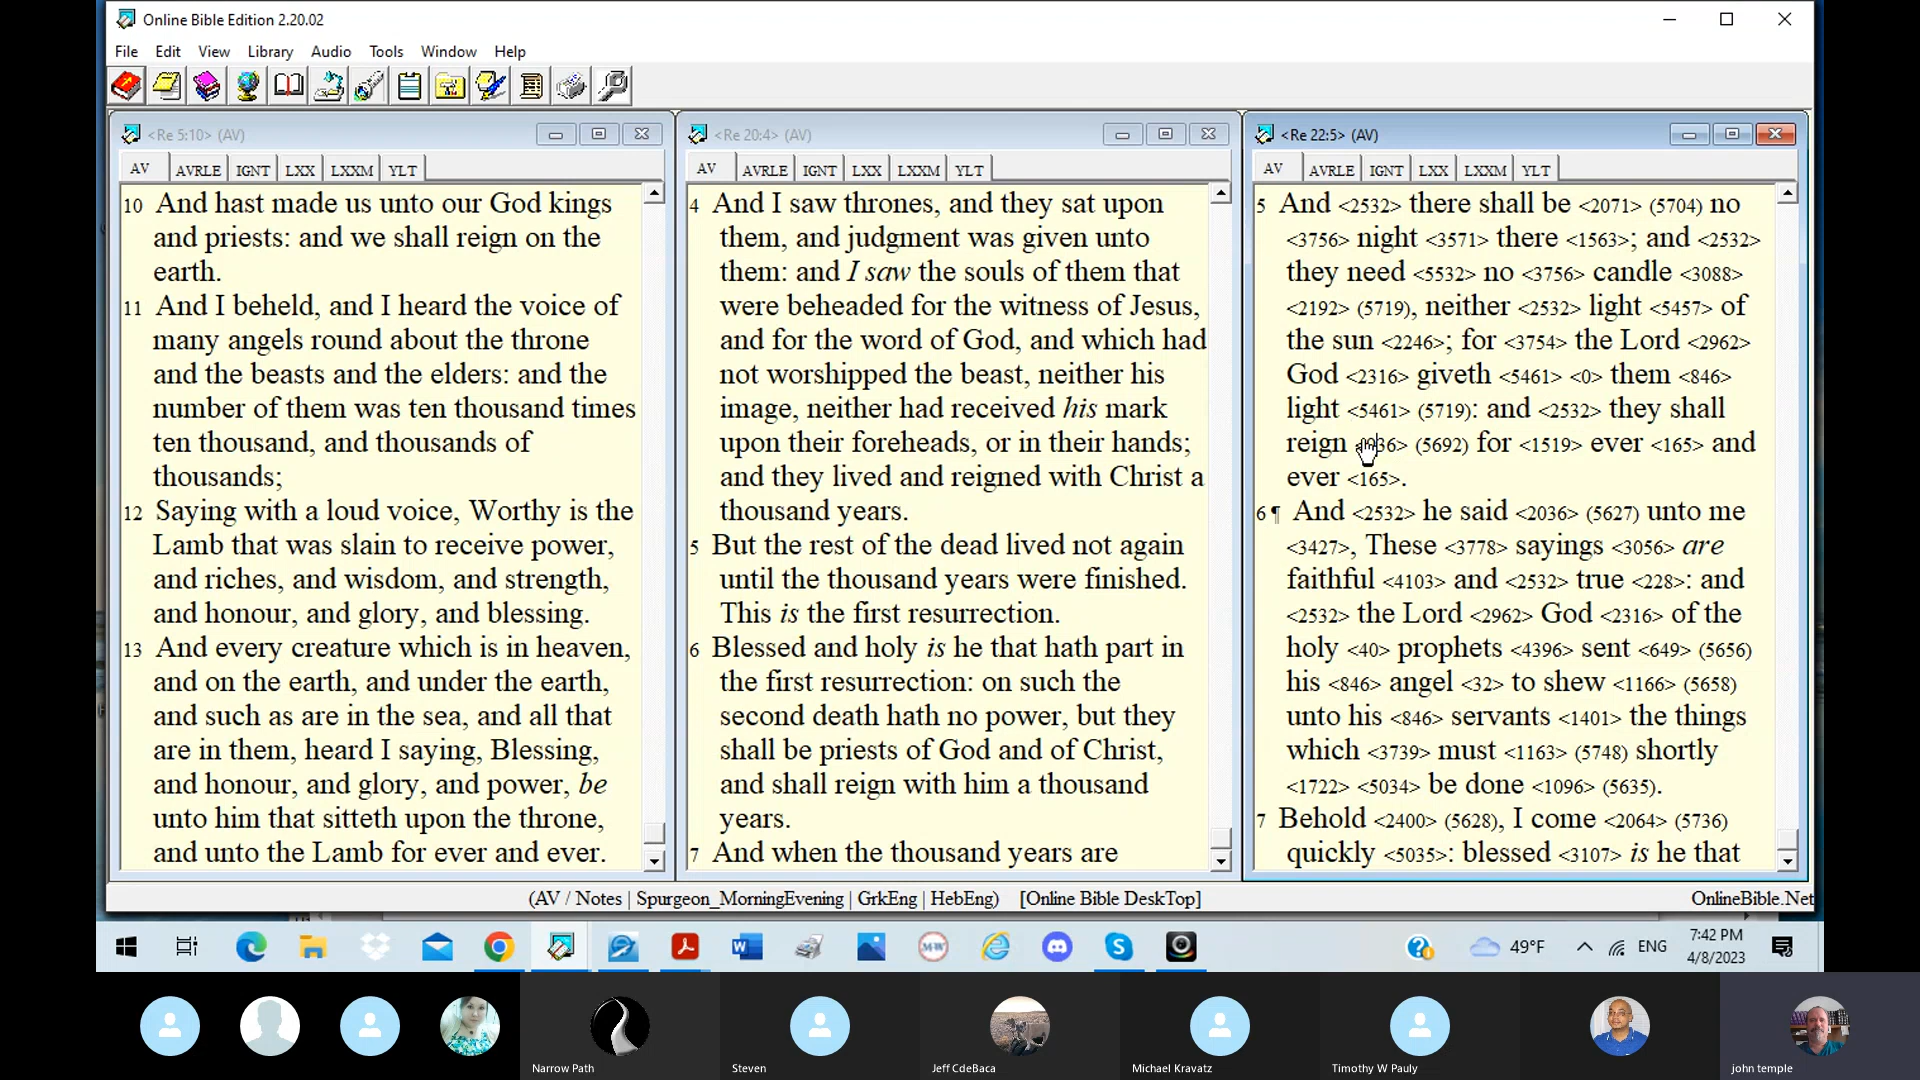 Online Bible Edition 2.20.02
File Edit View Library Audio Tools Window Help
<Re 5:10> (AV)
AV AVRLE IGNT LXX LXXM YLT
10 And hast made us unto our God kings
and priests: and we shall reign on the
earth.
11 And I beheld, and I heard the voice of
many angels round about the throne
and the beasts and the elders: and the
number of them was ten thousand times
ten thousand, and thousands of
thousands;
12 Saying with a loud voice, Worthy is the
Lamb that was slain to receive power,
and riches, and wisdom, and strength,
and honour, and glory, and blessing.
13 And every creature which is in heaven,
and on the earth, and under the earth,
and such as are in the sea, and all that
are in them, heard I saying, Blessing,
and honour, and glory, and power, be
unto him that sitteth upon the throne,
and unto the Lamb for ever and ever.
<Re 20:4> (AV)
AV AVRLE IGNT LXX LXXM YLT
4 And I saw thrones, and they sat upon
them, and judgment was given unto
them: and I saw the souls of them that
were beheaded for the witness of Jesus,
and for the word of God, and which had
not worshipped the beast, neither his
image, neither had received his mark
upon their foreheads, or in their hands;
and they lived and reigned with Christ a
thousand years.
5 But the rest of the dead lived not again
until the thousand years were finished.
This is the first resurrection.
6 Blessed and holy is he that hath part in
the first resurrection: on such the
second death hath no power, but they
shall be priests of God and of Christ,
and shall reign with him a thousand
years.
7 And when the thousand years are
<Re 22:5> (AV)
AV AVRLE IGNT LXX LXXM YLT
5 And <2532> there shall be <2071> (5704) no
<3756> night <3571> there <1563>; and <2532>
they need <5532> no <3756> candle <3088>
<2192> (5719), neither <2532> light <5457> of
the sun <2246>; for <3754> the Lord <2962>
God <2316> giveth <5461> <0> them <846>
light <5461> (5719): and <2532> they shall
reign (5692) for <1519> ever <165> and
ever <165>.
6 ¶ And <2532> he said <2036> (5627) unto me
<3427>, These <3778> sayings <3056> are
faithful <4103> and <2532> true <228>: and
<2532> the Lord <2962> God <2316> of the
holy <40> prophets <4396> sent <649> (5656)
his <846> angel <32> to shew <1166> (5658)
unto his <846> servants <1401> the things
which <3739> must <1163> (5748) shortly
<1722> <5034> be done <1096> (5635).
7 Behold <2400> (5628), I come <2064> (5736)
quickly <5035>: blessed <3107> is he that
(AV / Notes | Spurgeon_MorningEvening | GrkEng | HebEng) [Online Bible DeskTop] OnlineBible.Net
49°F ENG 7:42 PM
4/8/2023
Narrow Path Steven Jeff CdeBaca Michael Kravatz Timothy W Pauly john temple